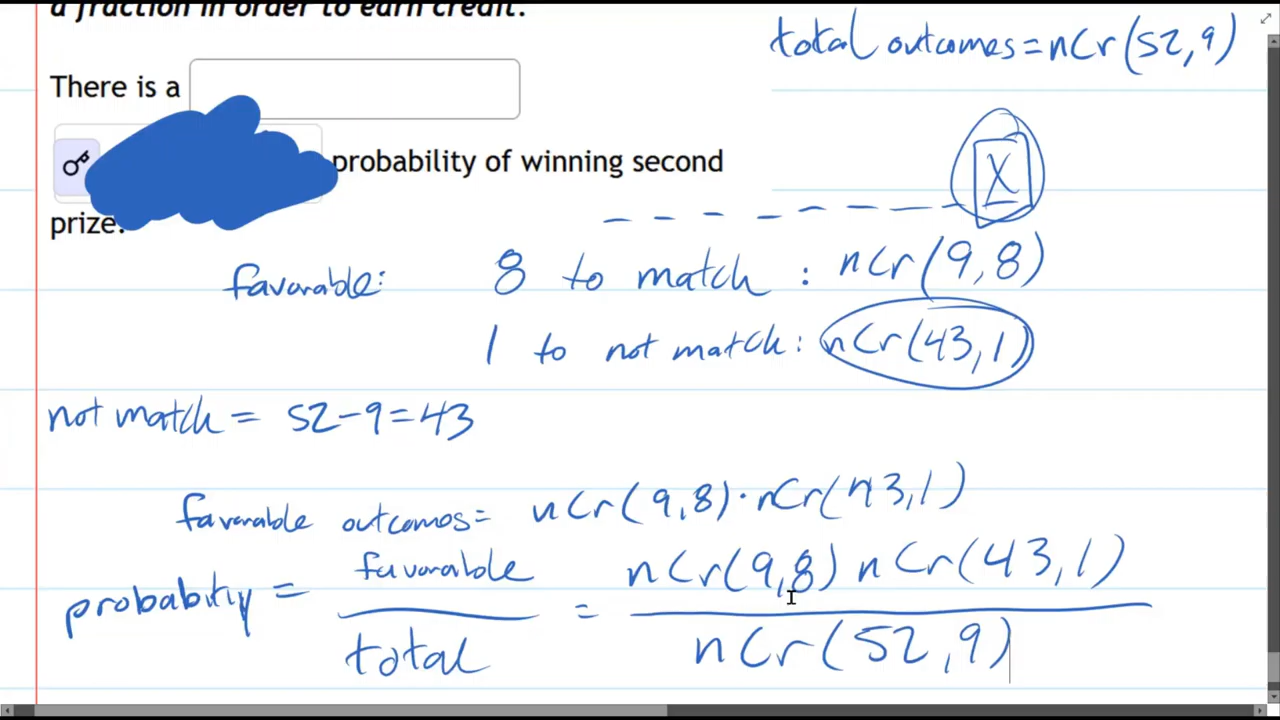 a fraction in order to earn credit.
total outcomes = nCr(52,9)
There is a
probability of winning second
prize.
X
favorable: 8 to match : nCr(9,8)
1 to not match: nCr(43,1)
not match = 52-9=43
favorable outcomes= nCr(9,8)·nCr(43,1)
probability = favorable / total = nCr(9,8) nCr(43,1) / nCr(52,9)